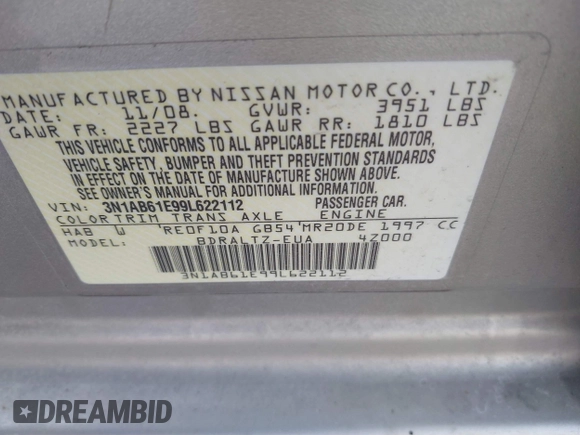 MANUFACTURED BY NISSAN MOTOR CO., LTD.
DATE: 11/08. GVWR: 3951 LBS
GAWR FR: 2227 LBS GAWR RR: 1810 LBS
THIS VEHICLE CONFORMS TO ALL APPLICABLE FEDERAL MOTOR,
VEHICLE SAFETY, BUMPER AND THEFT PREVENTION STANDARDS
IN EFFECT ON THE DATE OF MANUFACTURE SHOWN ABOVE.
SEE OWNER'S MANUAL FOR ADDITIONAL INFORMATION.
VIN: 3N1AB61E99L622112 PASSENGER CAR.
COLOR TRIM TRANS AXLE ENGINE
HAB W RE0F10A GB54 MR20DE 1997 CC
MODEL: BDRALTZ-EUA 4Z000
3N1AB61E99L622112
DREAMBID